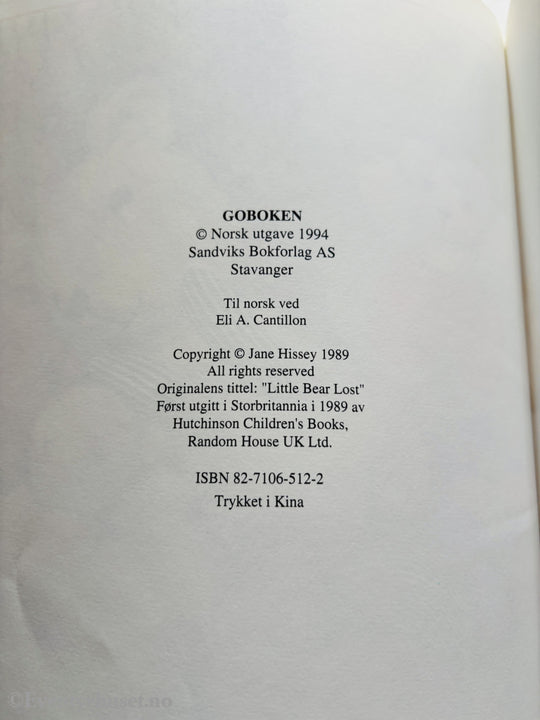 GOBOKEN
© Norsk utgave 1994
Sandviks Bokforlag AS
Stavanger
Til norsk ved
Eli A. Cantillon
Copyright © Jane Hissey 1989
All rights reserved
Originalens tittel: "Little Bear Lost"
Først utgitt i Storbritannia i 1989 av
Hutchinson Children's Books,
Random House UK Ltd.
ISBN 82-7106-512-2
Trykket i Kina